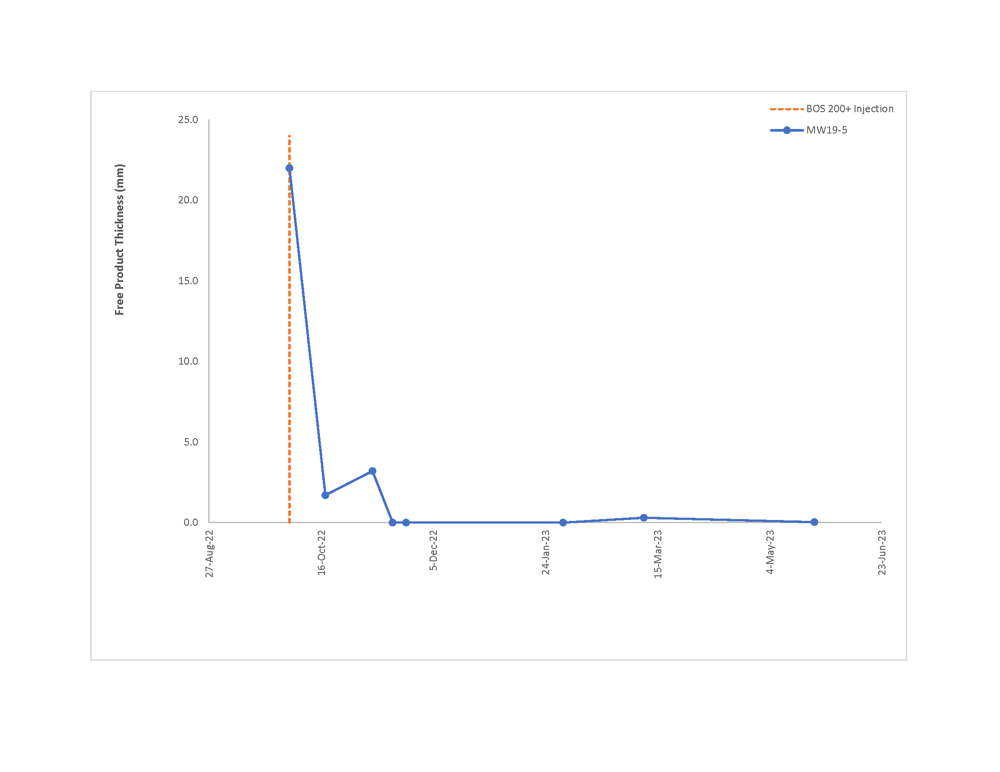 BOS 200+ Injection
MW19-5
Free Product Thickness (mm)
25.0
20.0
15.0
10.0
5.0
0.0
27-Aug-22
16-Oct-22
5-Dec-22
24-Jan-23
15-Mar-23
4-May-23
23-Jun-23